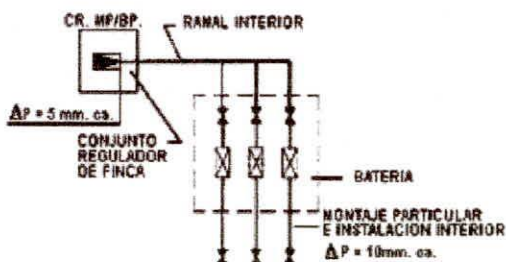 CR. MP/BP.
RAMAL INTERIOR
ΔP = 5 mm. ca.
CONJUNTO
REGULADOR
DE FINCA
BATERIA
MONTAJE PARTICULAR
E INSTALACION INTERIOR
ΔP = 10mm. ca.